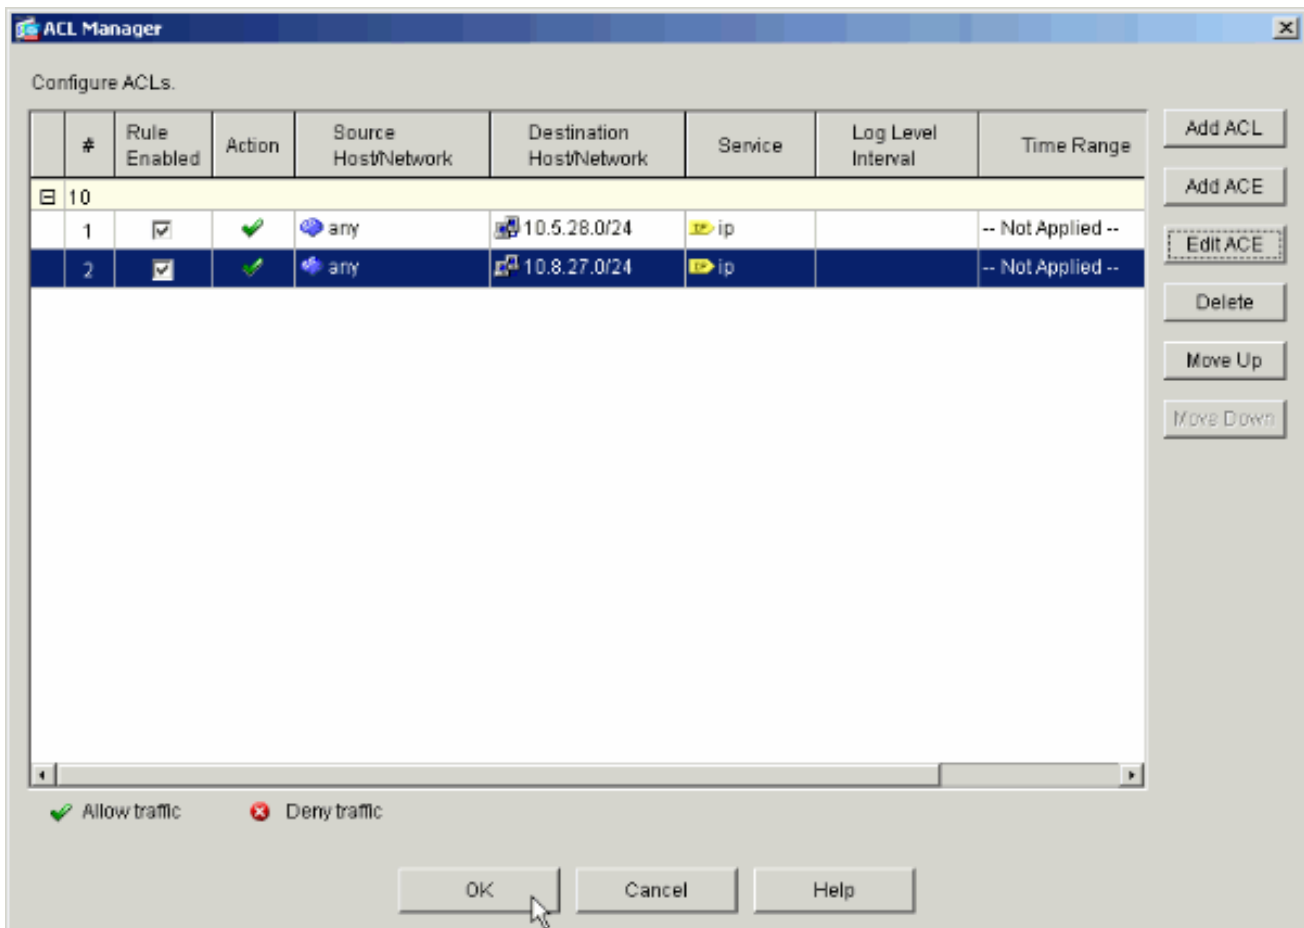 ACL Manager
Configure ACLs.
# Rule Enabled Action Source Host/Network Destination Host/Network Service Log Level Interval Time Range
10
1 any 10.5.28.0/24 IP ip -- Not Applied --
2 any 10.8.27.0/24 IP ip -- Not Applied --
Add ACL
Add ACE
Edit ACE
Delete
Move Up
Move Down
Allow traffic Deny traffic
OK Cancel Help